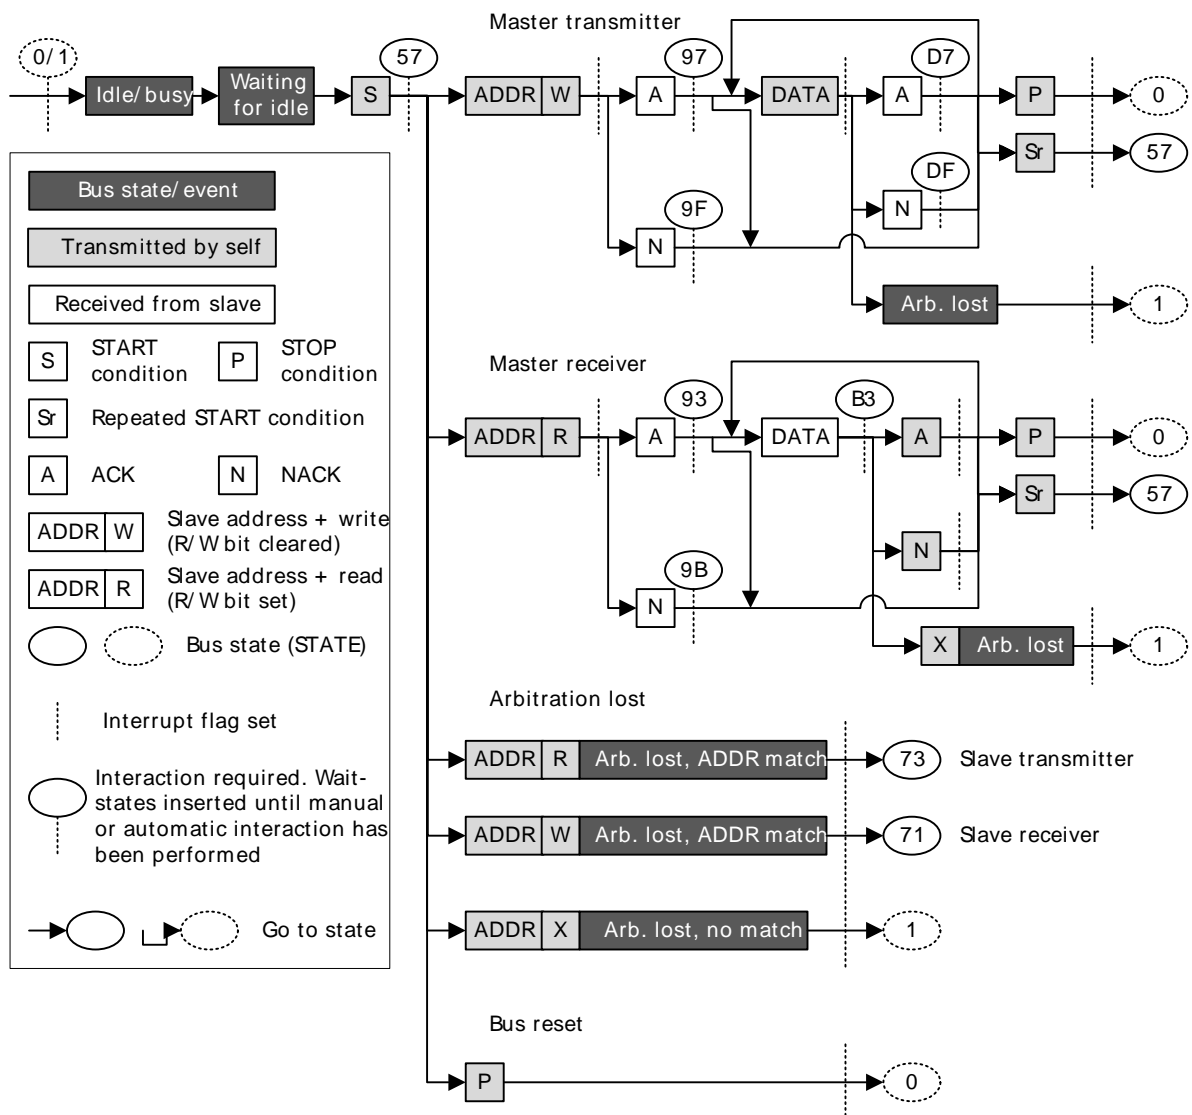 Master transmitter
0/1
57
97
D7
Idle/busy
Waiting
for idle
S
ADDR W
A
DATA
A
P
0
Sr
57
DF
N
9F
N
Arb. lost
1
Bus state/event
Transmitted by self
Received from slave
S
START
condition
P
STOP
condition
Sr
Repeated START condition
A
ACK
N
NACK
ADDR W
Slave address + write
(R/W bit cleared)
ADDR R
Slave address + read
(R/W bit set)
Bus state (STATE)
Interrupt flag set
Interaction required. Wait-
states inserted until manual
or automatic interaction has
been performed
Go to state
Master receiver
93
B3
ADDR R
A
DATA
A
P
0
Sr
57
N
9B
N
X Arb. lost
1
Arbitration lost
ADDR R Arb. lost, ADDR match
73
Slave transmitter
ADDR W Arb. lost, ADDR match
71
Slave receiver
ADDR X Arb. lost, no match
1
Bus reset
P
0